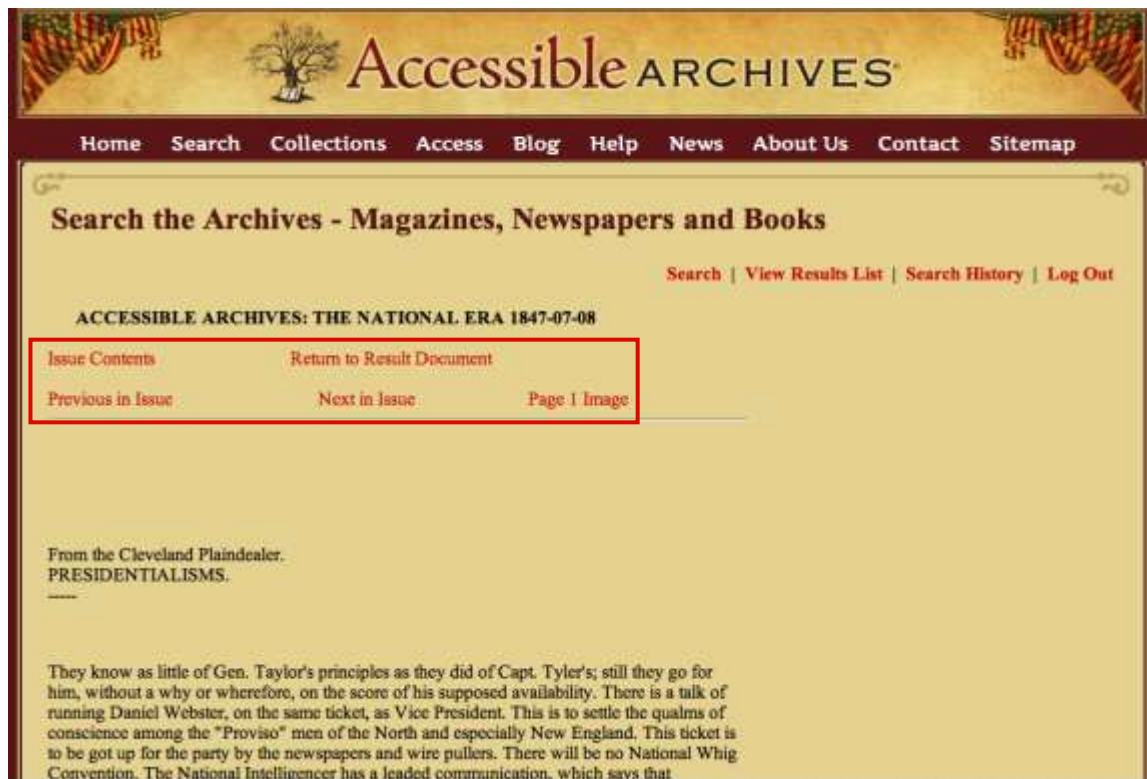 Accessible ARCHIVES
Home Search Collections Access Blog Help News About Us Contact Sitemap
Search the Archives - Magazines, Newspapers and Books
Search | View Results List | Search History | Log Out
ACCESSIBLE ARCHIVES: THE NATIONAL ERA 1847-07-08
Issue Contents Return to Result Document
Previous in Issue Next in Issue Page 1 Image
From the Cleveland Plaindealer.
PRESIDENTIALISMS.
-----
They know as little of Gen. Taylor's principles as they did of Capt. Tyler's; still they go for
him, without a why or wherefore, on the score of his supposed availability. There is a talk of
running Daniel Webster, on the same ticket, as Vice President. This is to settle the qualms of
conscience among the "Proviso" men of the North and especially New England. This ticket is
to be got up for the party by the newspapers and wire pullers. There will be no National Whig
Convention. The National Intelligencer has a leaded communication, which says that